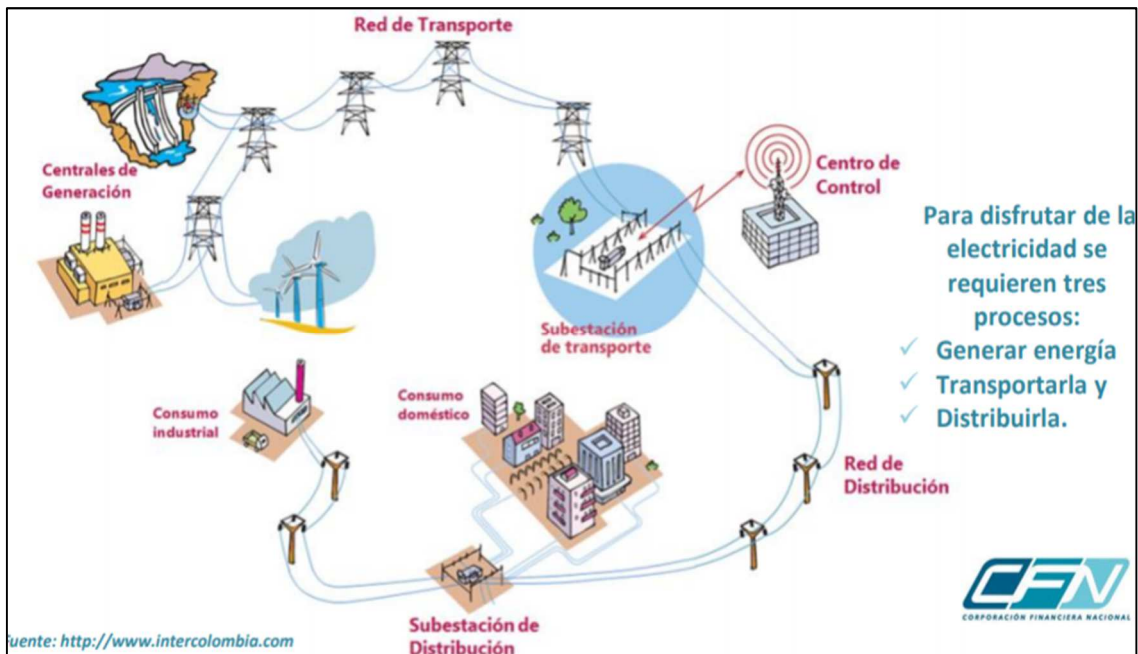 Red de Transporte
Centrales de
Generación
Centro de
Control
Para disfrutar de la
electricidad se
requieren tres
procesos:
✓ Generar energía
✓ Transportarla y
✓ Distribuirla.
Subestación
de transporte
Consumo
industrial
Consumo
doméstico
Red de
Distribución
Subestación de
Distribución
CFN
CORPORACIÓN FINANCIERA NACIONAL
uente: http://www.intercolombia.com